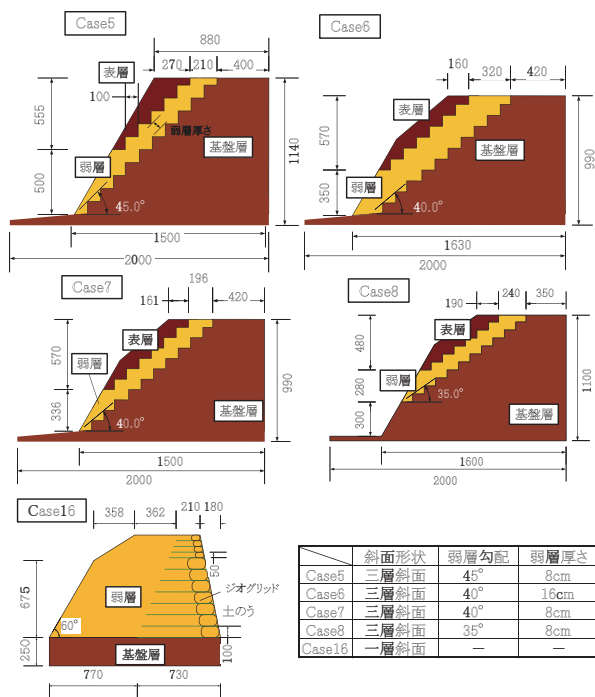 Case5
880
270 210 400
表層
100
弱層厚さ
555
基盤層
1140
弱層
500
45.0°
1500
2000
Case6
160 320 420
表層
570
基盤層
990
弱層
350
40.0°
1630
2000
Case7
196
161 420
表層
570
弱層
基盤層
990
336
40.0°
1500
2000
Case8
240
190 350
表層
480
1100
弱層
280
35.0°
基盤層
300
1600
2000
Case16
358 362 210 180
50
ジオグリッド
弱層
土のう
675
60°
100
基盤層
250
770 730
斜面形状 弱層勾配 弱層厚さ
Case5 三層斜面 45° 8cm
Case6 三層斜面 40° 16cm
Case7 三層斜面 40° 8cm
Case8 三層斜面 35° 8cm
Case16 一層斜面 － －